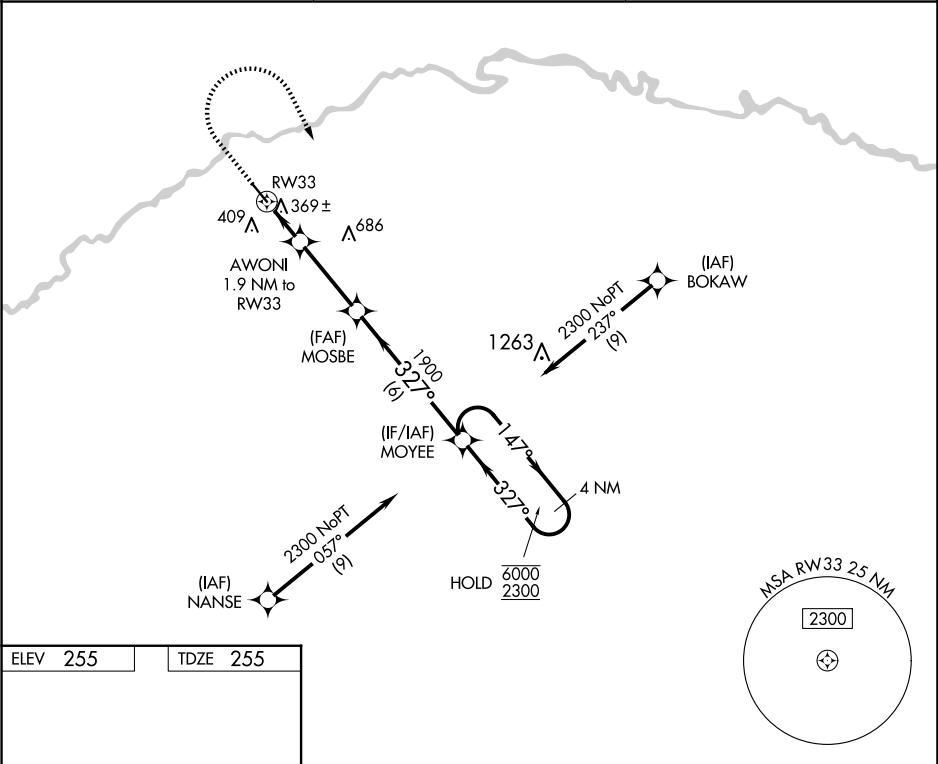 RW33
369 ±
409
686
AWONI
1.9 NM to
RW33
(IAF)
BOKAW
2300 NoPT
237°
(9)
1263
(FAF)
MOSBE
1900
327°
(6)
(IF/IAF)
MOYEE
147°
327°
4 NM
2300 NoPT
057°
(9)
(IAF)
NANSE
HOLD 6000
2300
MSA RW33 25 NM
2300
ELEV 255
TDZE 255